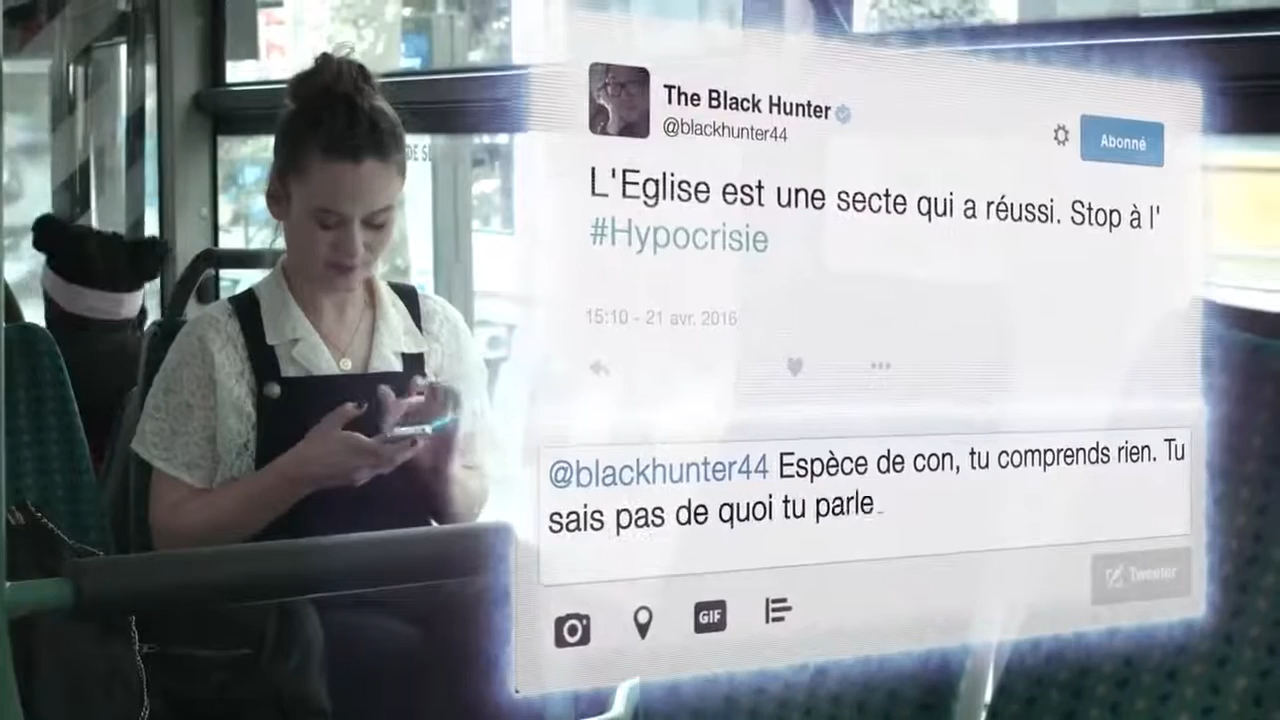 The Black Hunter
@blackhunter44
Abonné
L'Eglise est une secte qui a réussi. Stop à l'
#Hypocrisie
15:10 - 21 avr. 2016
@blackhunter44 Espèce de con, tu comprends rien. Tu
sais pas de quoi tu parle
GIF
Tweeter